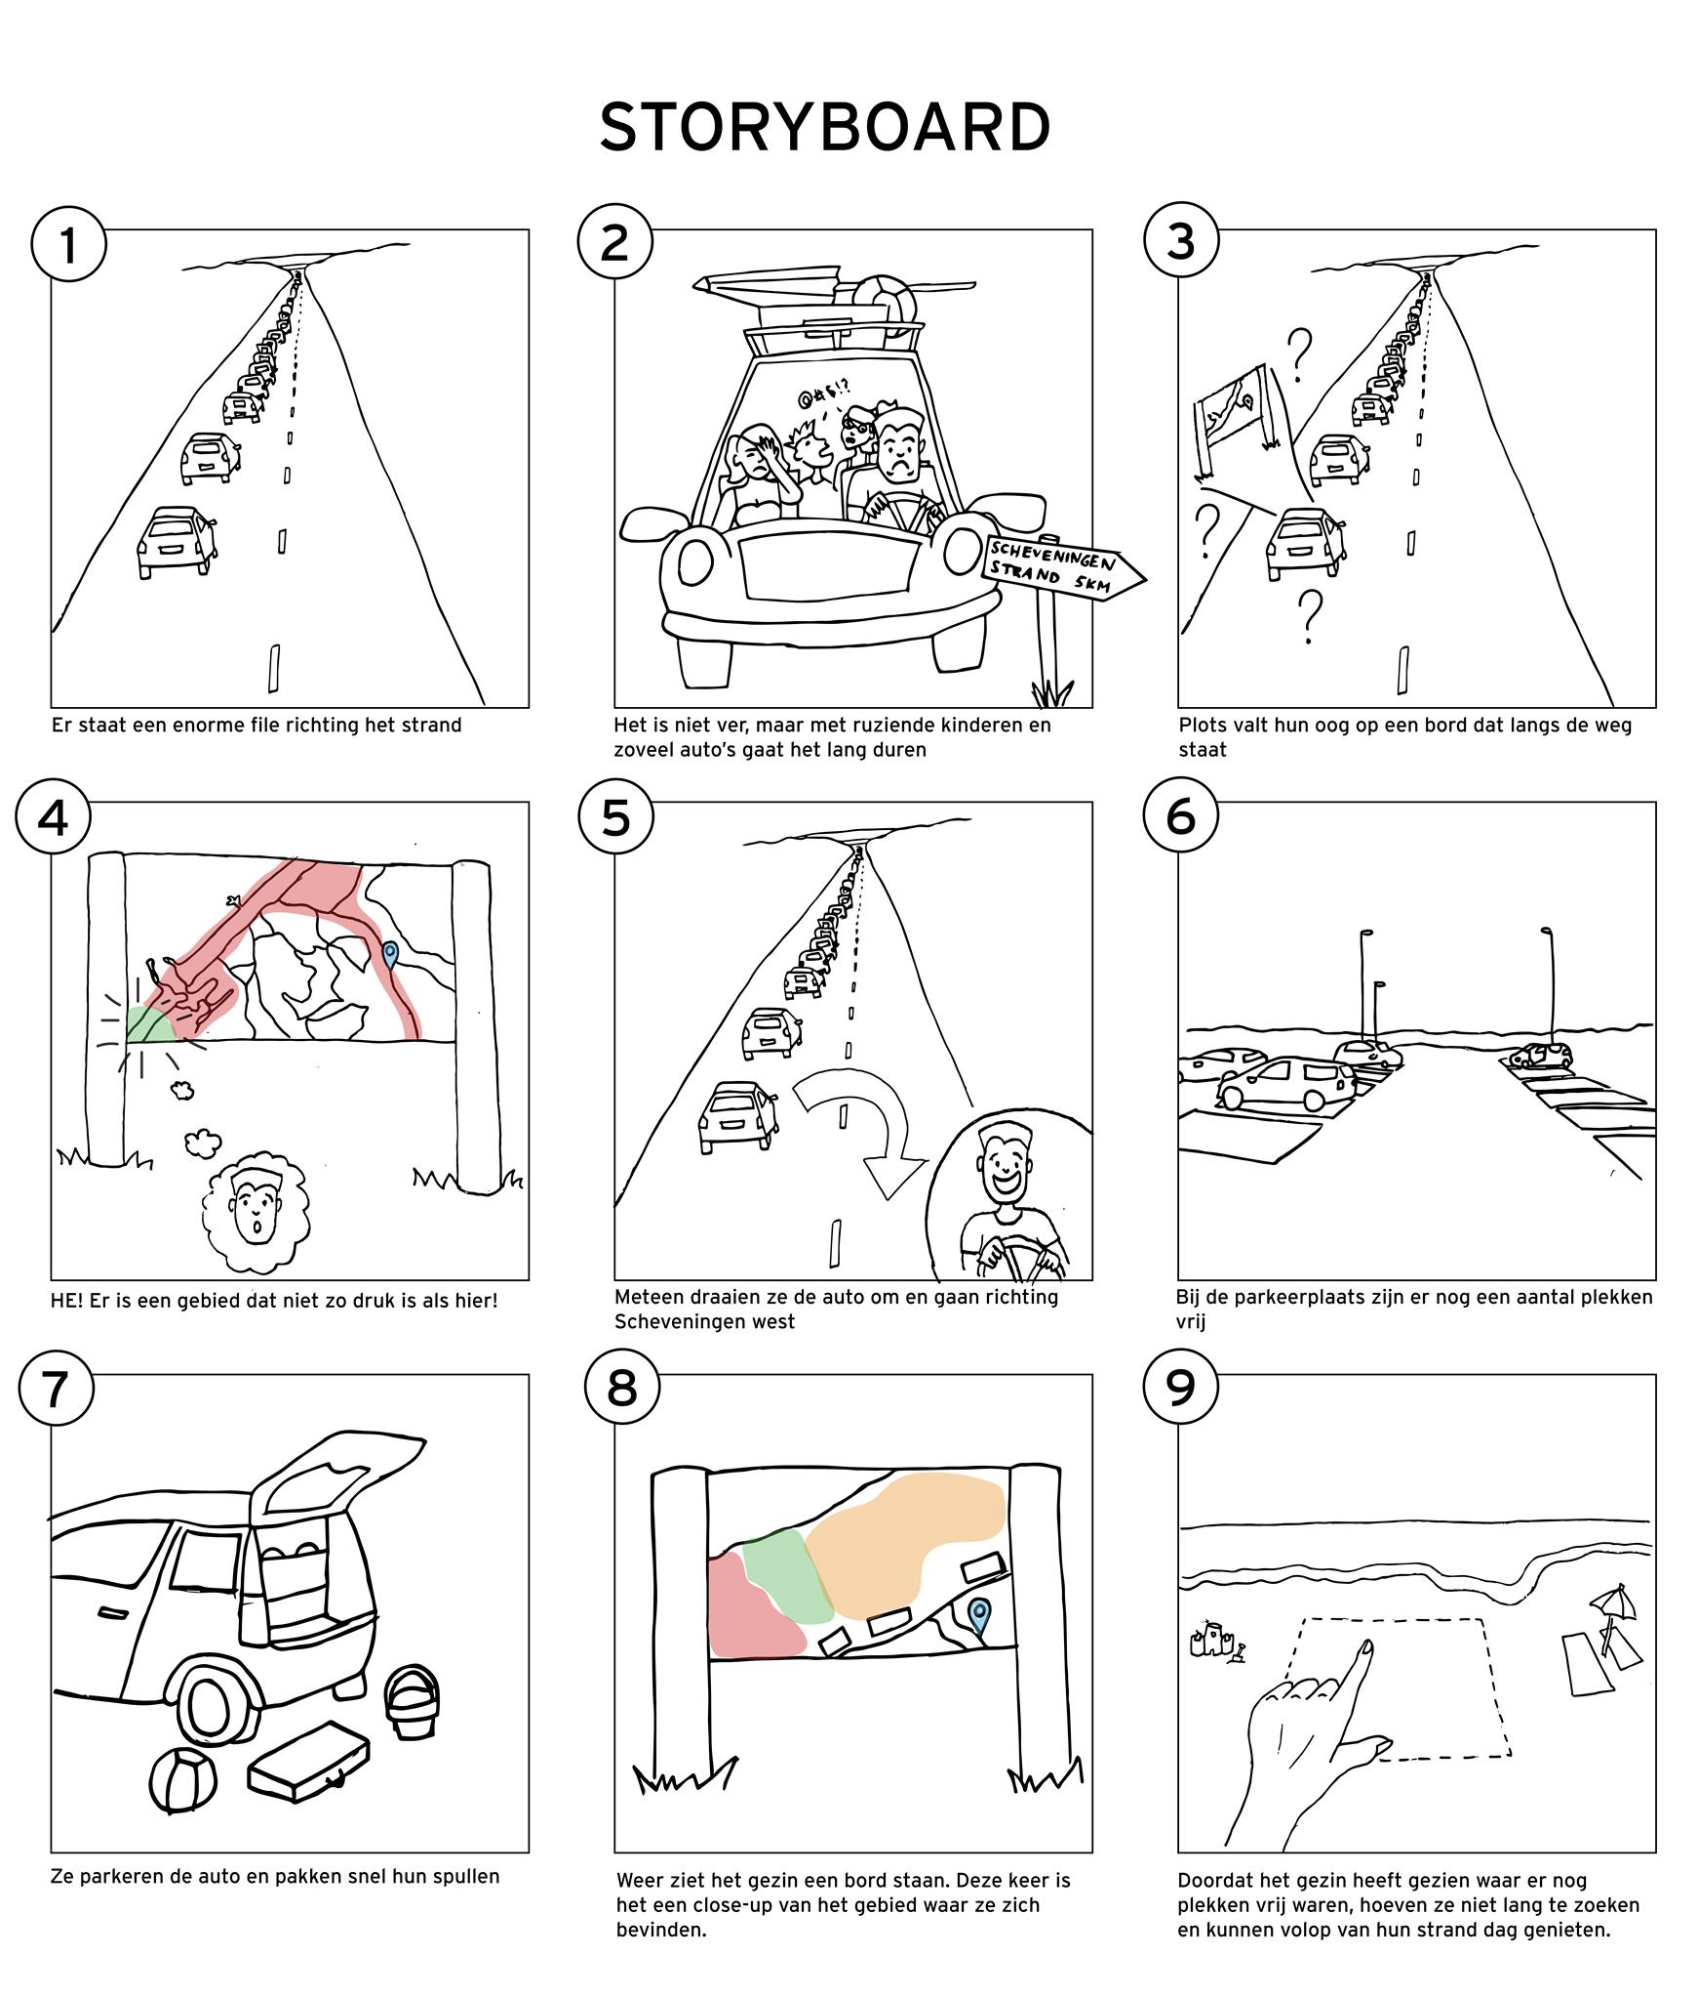 STORYBOARD
1
2
3
@#$!?
SCHEVENINGEN
STRAND 5KM
?
?
?
Er staat een enorme file richting het strand
Het is niet ver, maar met ruziende kinderen en
zoveel auto's gaat het lang duren
Plots valt hun oog op een bord dat langs de weg
staat
4
5
6
HE! Er is een gebied dat niet zo druk is als hier!
Meteen draaien ze de auto om en gaan richting
Scheveningen west
Bij de parkeerplaats zijn er nog een aantal plekken
vrij
7
8
9
Ze parkeren de auto en pakken snel hun spullen
Weer ziet het gezin een bord staan. Deze keer is
het een close-up van het gebied waar ze zich
bevinden.
Doordat het gezin heeft gezien waar er nog
plekken vrij waren, hoeven ze niet lang te zoeken
en kunnen volop van hun strand dag genieten.